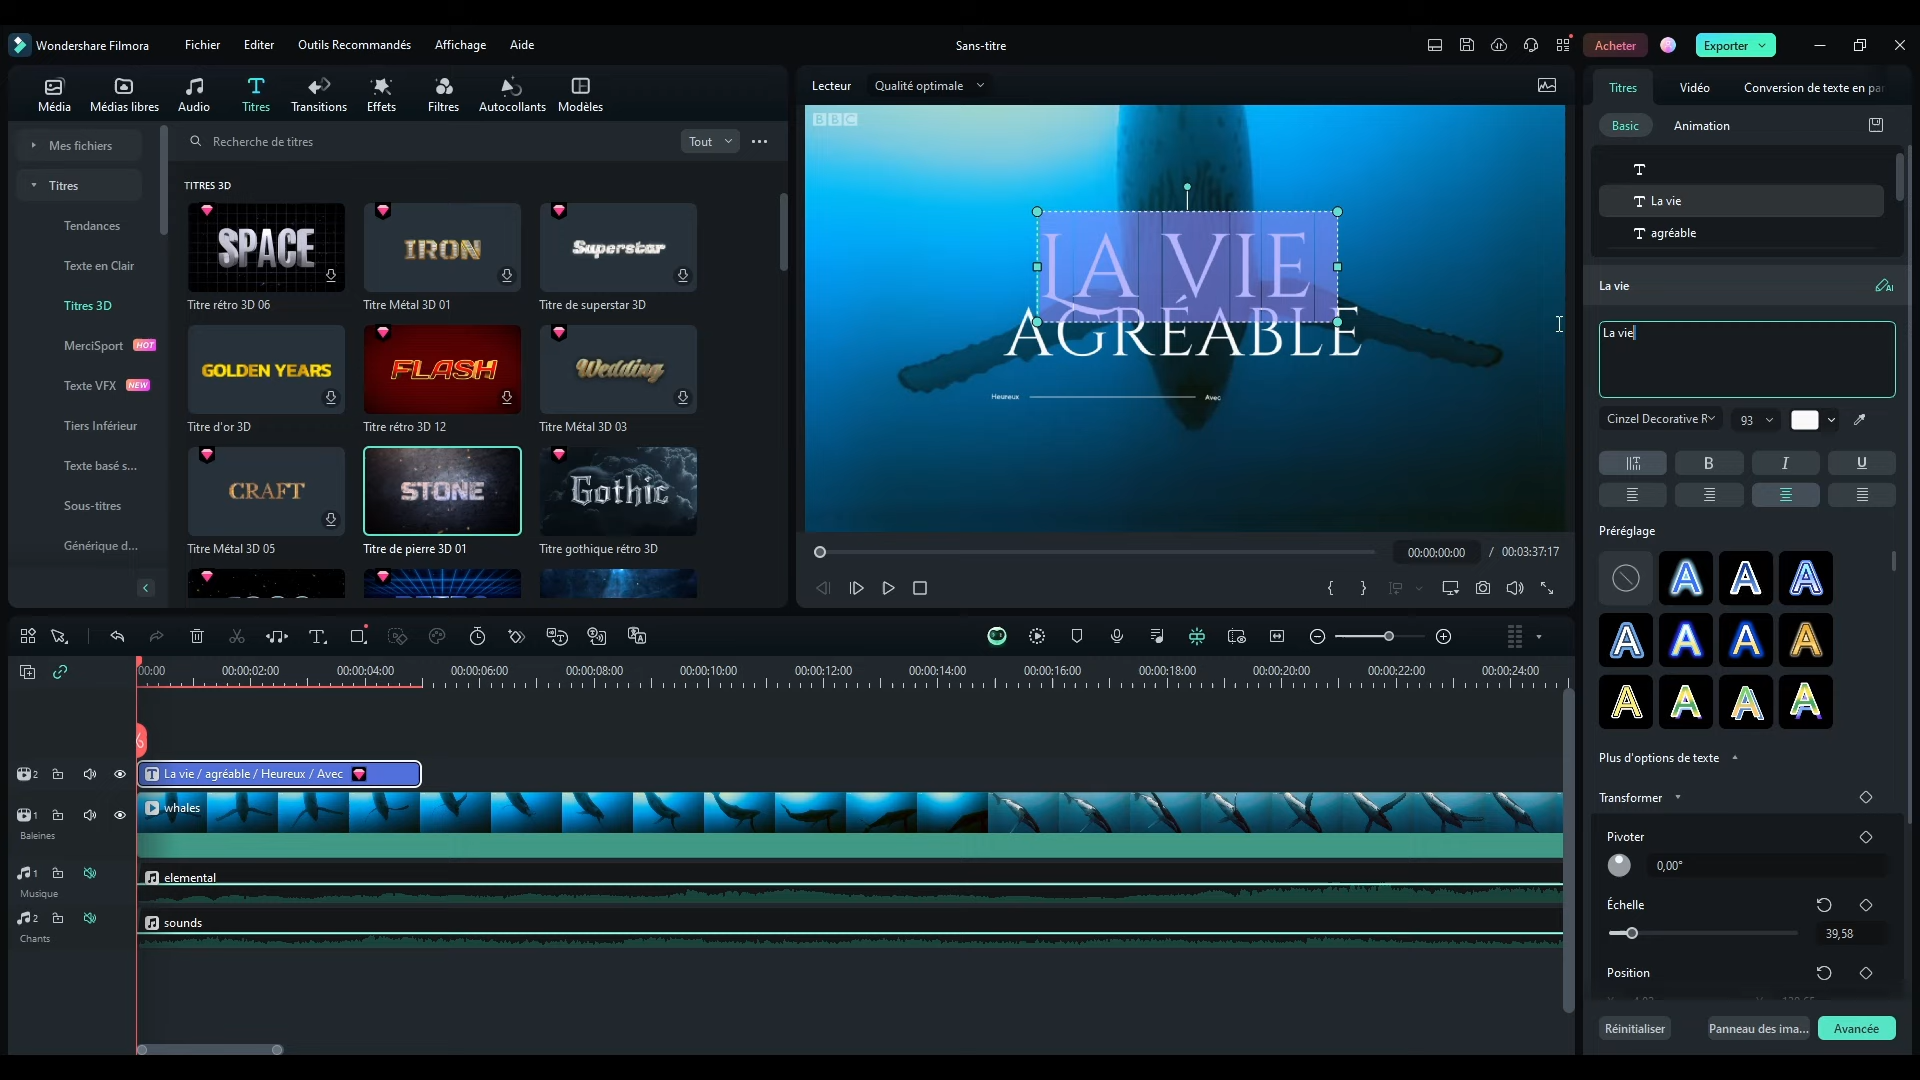 Wondershare Filmora
Fichier
Editer
Outils Recommandés
Affichage
Aide
Sans-titre
Acheter
Exporter
Média
Médias libres
Audio
Titres
Transitions
Effets
Filtres
Autocollants
Modèles
Lecteur
Qualité optimale
Titres
Vidéo
Conversion de texte en par
Mes fichiers
Titres
Tendances
Texte en Clair
Titres 3D
MerciSport HOT
Texte VFX NEW
Tiers Inférieur
Texte basé s...
Sous-titres
Générique d...
Recherche de titres
Tout
TITRES 3D
SPACE
IRON
Superstar
Titre rétro 3D 06
Titre Métal 3D 01
Titre de superstar 3D
GOLDEN YEARS
FLASH
Wedding
Titre d'or 3D
Titre rétro 3D 12
Titre Métal 3D 03
CRAFT
STONE
Gothic
Titre Métal 3D 05
Titre de pierre 3D 01
Titre gothique rétro 3D
BBC
LA VIE
AGRÉABLE
Heureux
Avec
00:00:00:00
/ 00:03:37:17
Basic
Animation
La vie
agréable
La vie
La vie
Cinzel Decorative R
93
B
I
U
Préréglage
Plus d'options de texte
Transformer
Pivoter
0,00°
Échelle
39,58
Position
Réinitialiser
Panneau des ima...
Avancée
00:00
00:00:02:00
00:00:04:00
00:00:06:00
00:00:08:00
00:00:10:00
00:00:12:00
00:00:14:00
00:00:16:00
00:00:18:00
00:00:20:00
00:00:22:00
00:00:24:00
2
La vie / agréable / Heureux / Avec
1
Baleines
whales
1
Musique
elemental
2
Chants
sounds